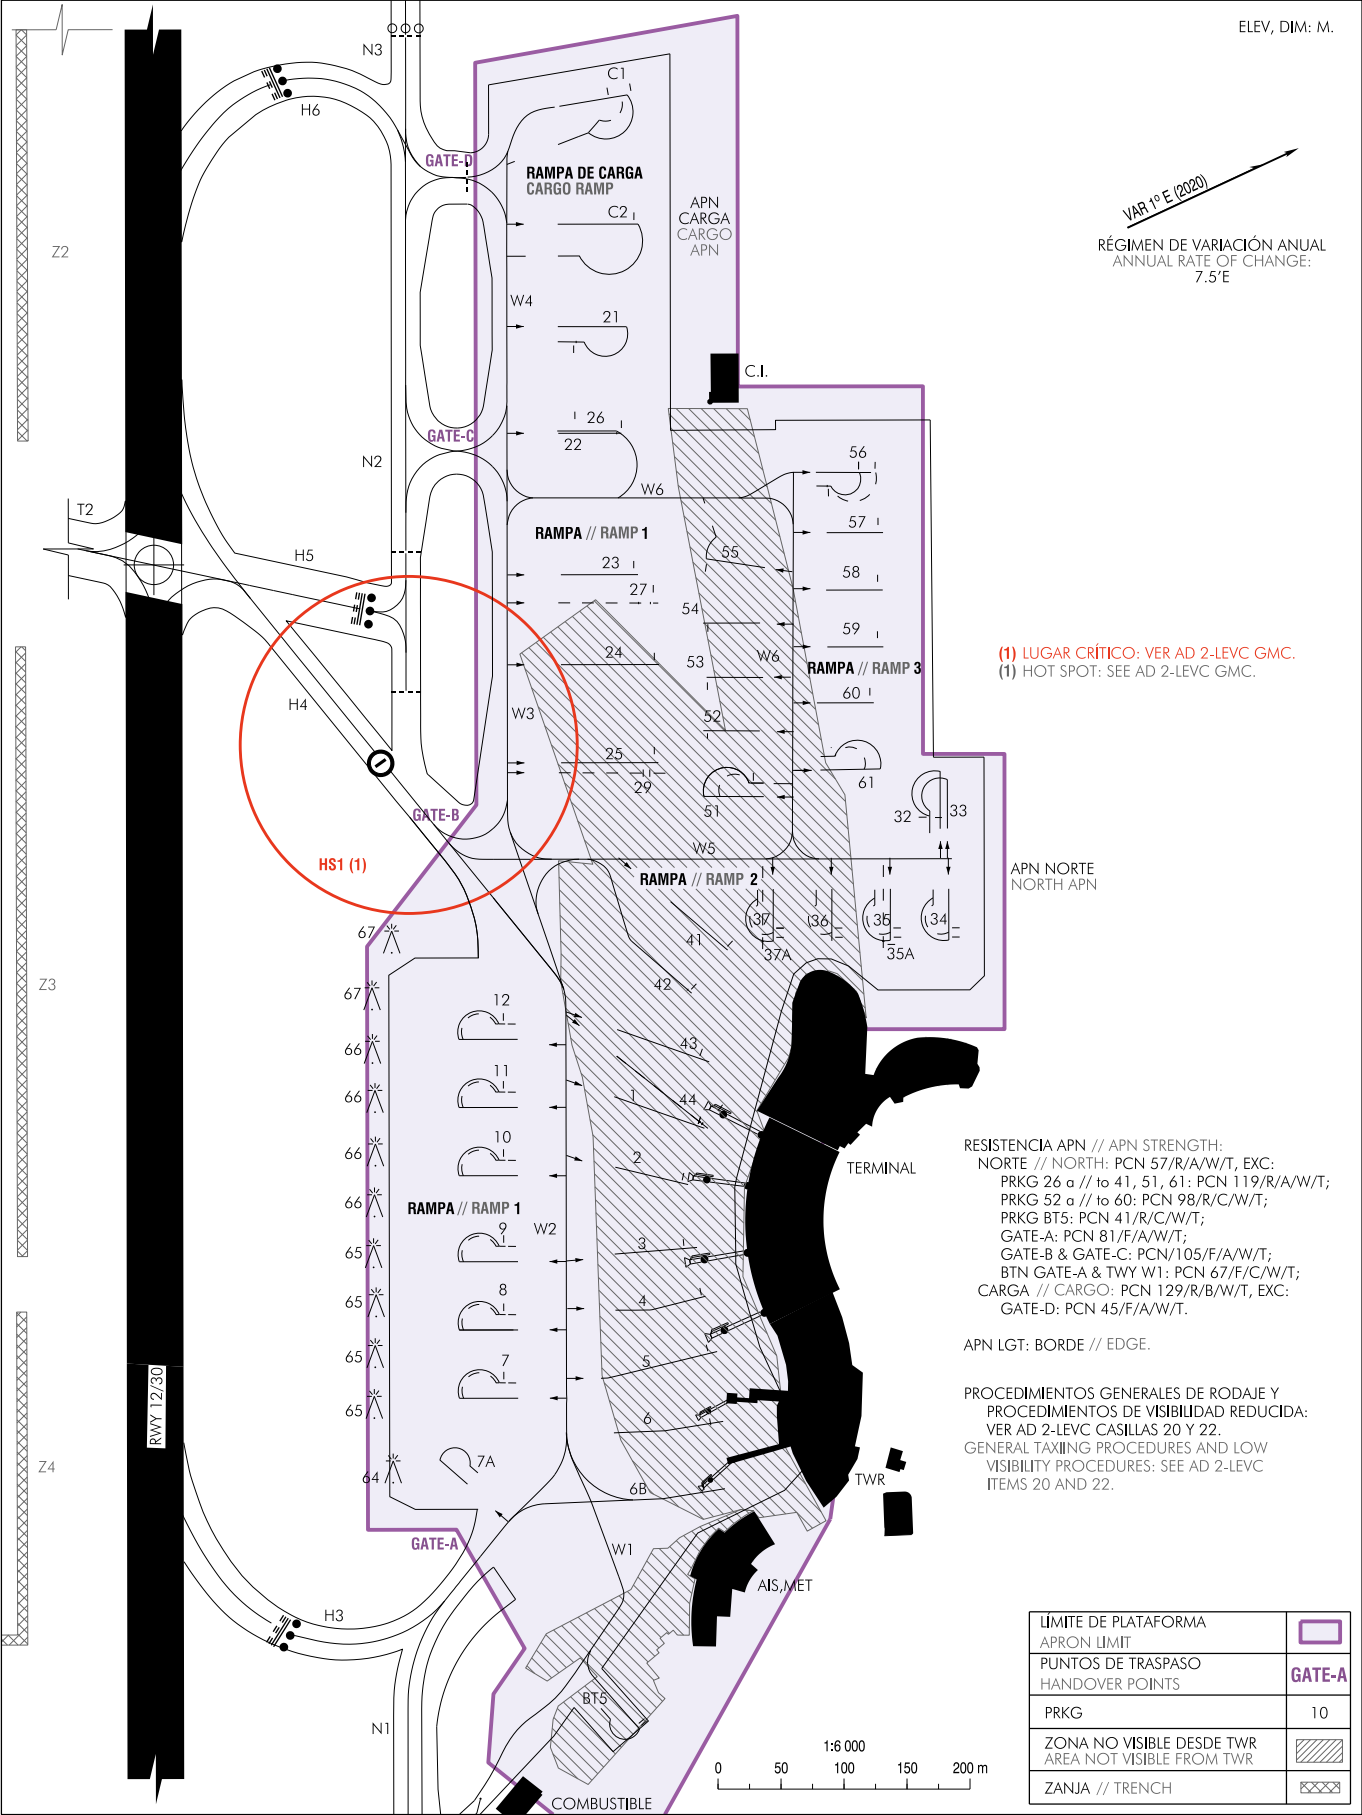 ELEV, DIM: M.
N3
H6
C1
GATE-D
RAMPA DE CARGA
CARGO RAMP
APN
CARGA
CARGO
APN
VAR 1º E (2020)
RÉGIMEN DE VARIACIÓN ANUAL
ANNUAL RATE OF CHANGE:
7.5'E
C2
Z2
W4
21
C.I.
26
22
GATE-C
N2
56
W6
T2
57
RAMPA // RAMP 1
H5
55
23
58
27
54
59
24
53
W6
RAMPA // RAMP 3
(1) LUGAR CRÍTICO: VER AD 2-LEVC GMC.
(1) HOT SPOT: SEE AD 2-LEVC GMC.
60
H4
W3
52
25
29
61
51
32
33
GATE-B
W5
HS1 (1)
RAMPA // RAMP 2
APN NORTE
NORTH APN
37
36
35
34
67
41
37A
35A
Z3
67
42
12
66
43
11
66
1
44
10
66
2
RESISTENCIA APN // APN STRENGTH:
NORTE // NORTH: PCN 57/R/A/W/T, EXC:
PRKG 26 a // to 41, 51, 61: PCN 119/R/A/W/T;
PRKG 52 a // to 60: PCN 98/R/C/W/T;
PRKG BT5: PCN 41/R/C/W/T;
GATE-A: PCN 81/F/A/W/T;
GATE-B & GATE-C: PCN/105/F/A/W/T;
BTN GATE-A & TWY W1: PCN 67/F/C/W/T;
CARGA // CARGO: PCN 129/R/B/W/T, EXC:
GATE-D: PCN 45/F/A/W/T.
TERMINAL
66
RAMPA // RAMP 1
W2
9
65
3
8
65
4
APN LGT: BORDE // EDGE.
65
7
5
RWY 12/30
65
6
PROCEDIMIENTOS GENERALES DE RODAJE Y
PROCEDIMIENTOS DE VISIBILIDAD REDUCIDA:
VER AD 2-LEVC CASILLAS 20 Y 22.
GENERAL TAXIING PROCEDURES AND LOW
VISIBILITY PROCEDURES: SEE AD 2-LEVC
ITEMS 20 AND 22.
Z4
64
7A
6B
TWR
GATE-A
W1
AIS,MET
H3
BT5
N1
COMBUSTIBLE
1:6 000
0 50 100 150 200 m
LÍMITE DE PLATAFORMA
APRON LIMIT
PUNTOS DE TRASPASO
HANDOVER POINTS
GATE-A
PRKG 10
ZONA NO VISIBLE DESDE TWR
AREA NOT VISIBLE FROM TWR
ZANJA // TRENCH